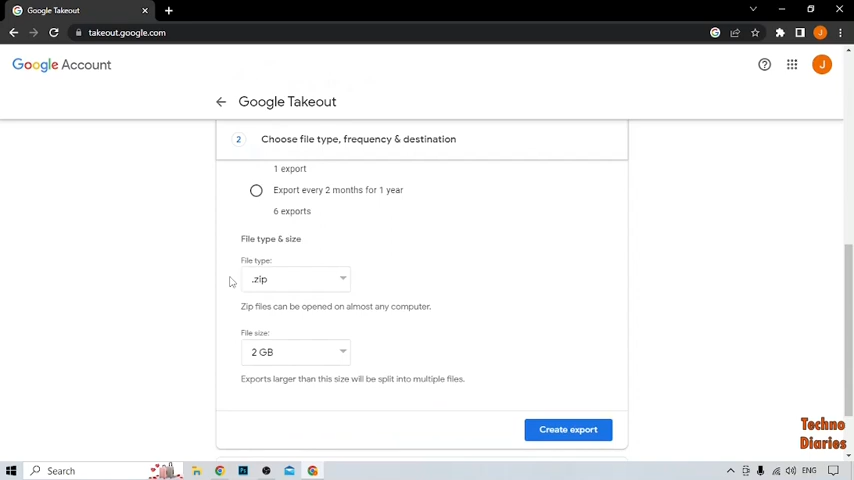 Google Takeout
takeout.google.com
J
Google Account
J
Google Takeout
2 Choose file type, frequency & destination
1 export
Export every 2 months for 1 year
6 exports
File type & size
File type:
.zip
Zip files can be opened on almost any computer.
File size:
2 GB
Exports larger than this size will be split into multiple files.
Create export
Techno
Diaries
Search
ENG